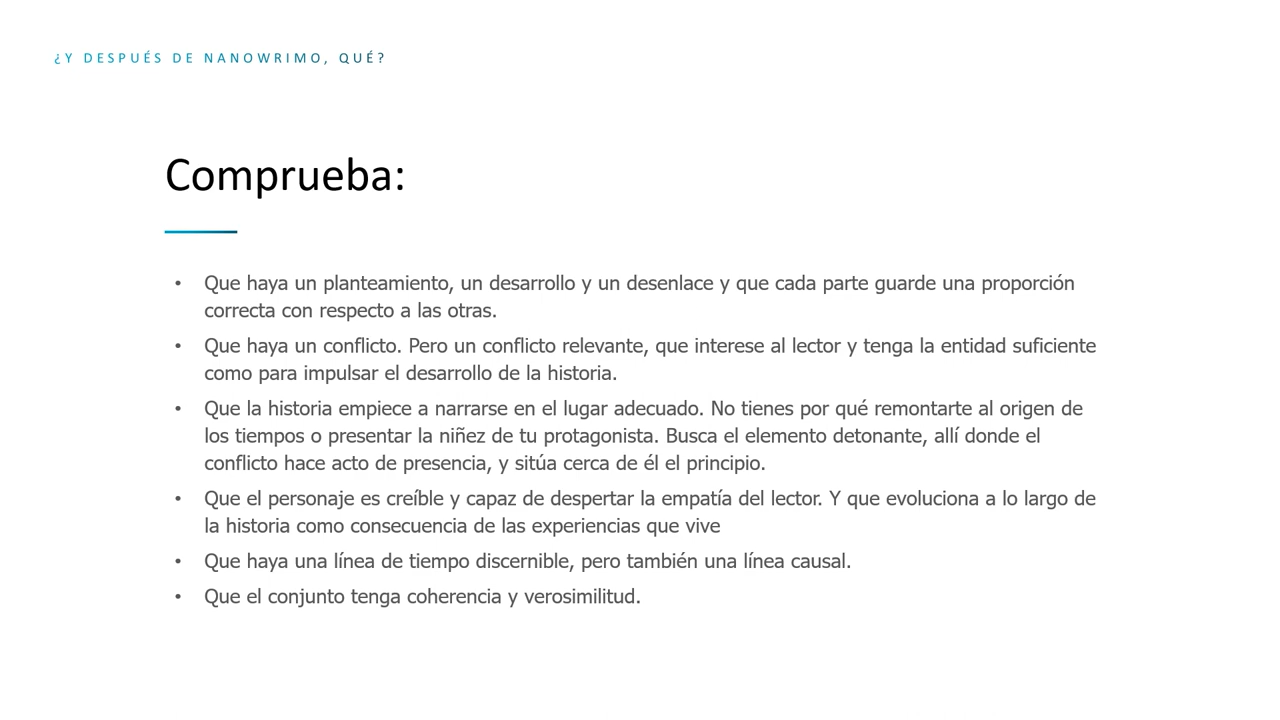 ¿Y DESPUÉS DE NANOWRIMO, QUÉ?
Comprueba:
• Que haya un planteamiento, un desarrollo y un desenlace y que cada parte guarde una proporción
correcta con respecto a las otras.
• Que haya un conflicto. Pero un conflicto relevante, que interese al lector y tenga la entidad suficiente
como para impulsar el desarrollo de la historia.
• Que la historia empiece a narrarse en el lugar adecuado. No tienes por qué remontarte al origen de
los tiempos o presentar la niñez de tu protagonista. Busca el elemento detonante, allí donde el
conflicto hace acto de presencia, y sitúa cerca de él el principio.
• Que el personaje es creíble y capaz de despertar la empatía del lector. Y que evoluciona a lo largo de
la historia como consecuencia de las experiencias que vive
• Que haya una línea de tiempo discernible, pero también una línea causal.
• Que el conjunto tenga coherencia y verosimilitud.